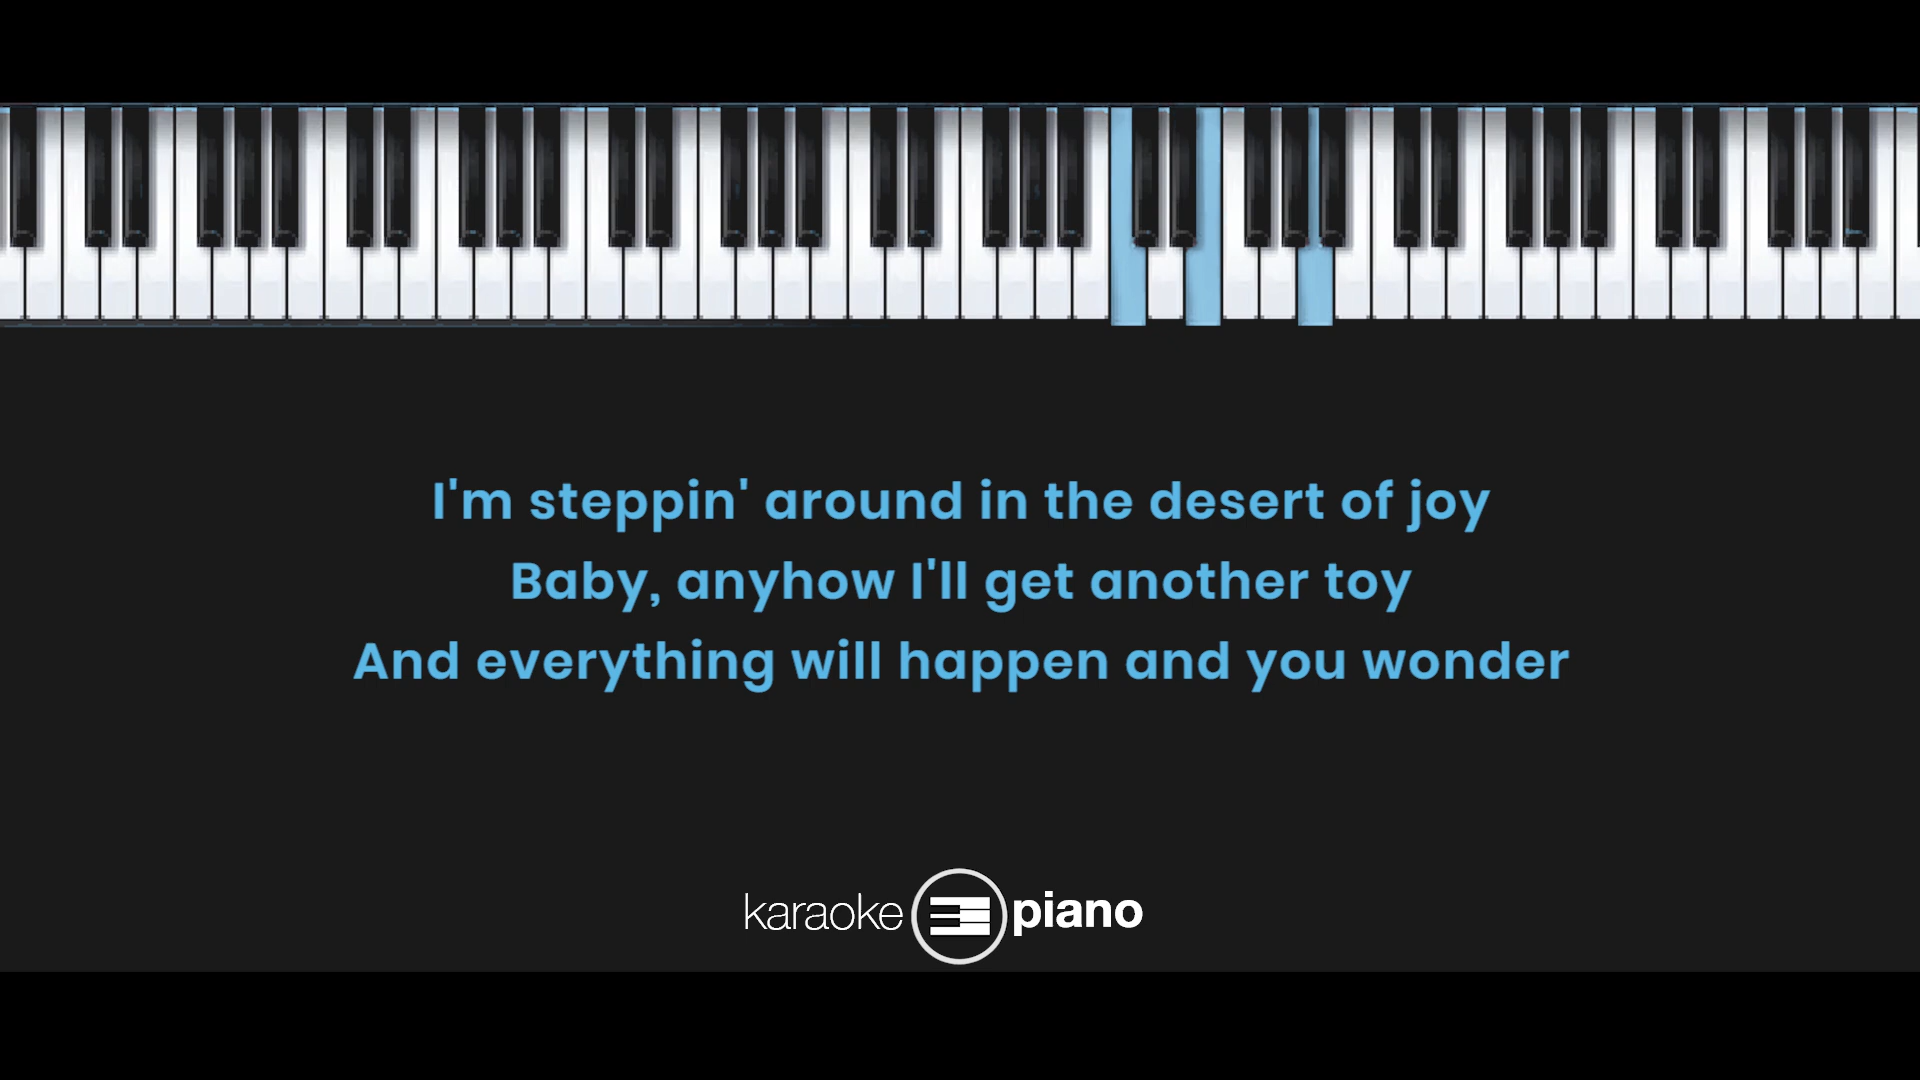 I'm steppin' around in the desert of joy
Baby, anyhow I'll get another toy
And everything will happen and you wonder
karaoke piano